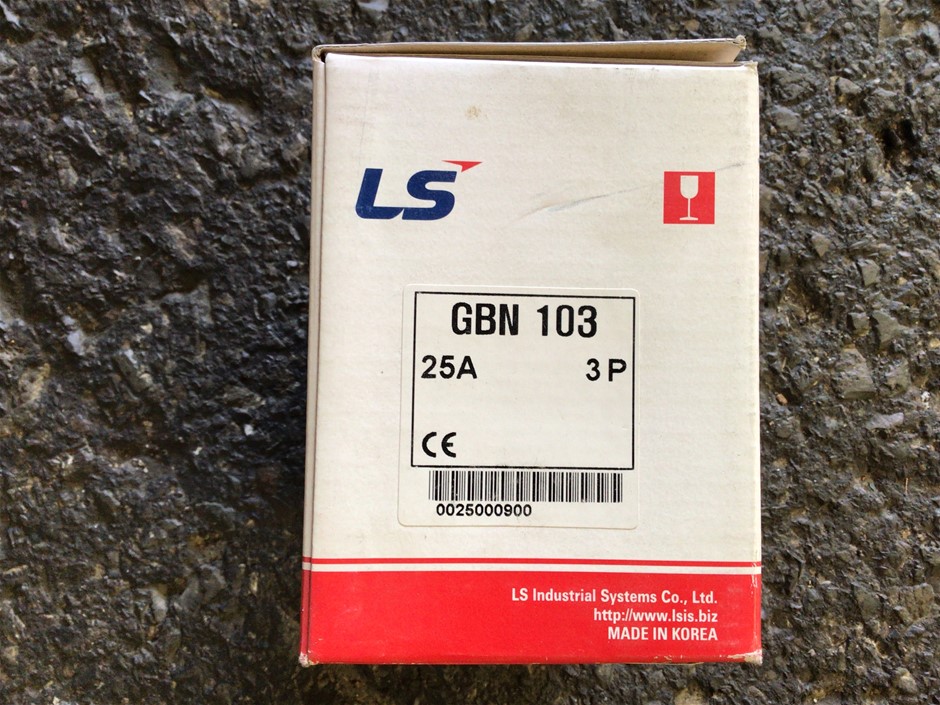 LS
GBN 103
25A 3P
CE
0025000900
LS Industrial Systems Co., Ltd.
http://www.lsis.biz
MADE IN KOREA